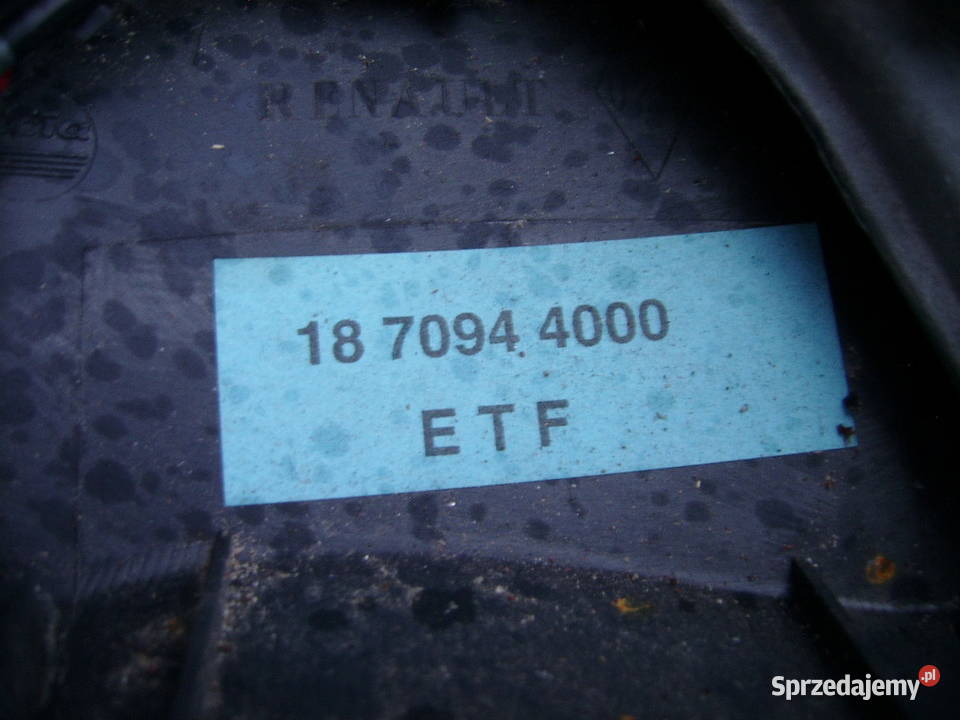 RENAULT
18 7094 4000
ETF
Sprzedajemy.pl